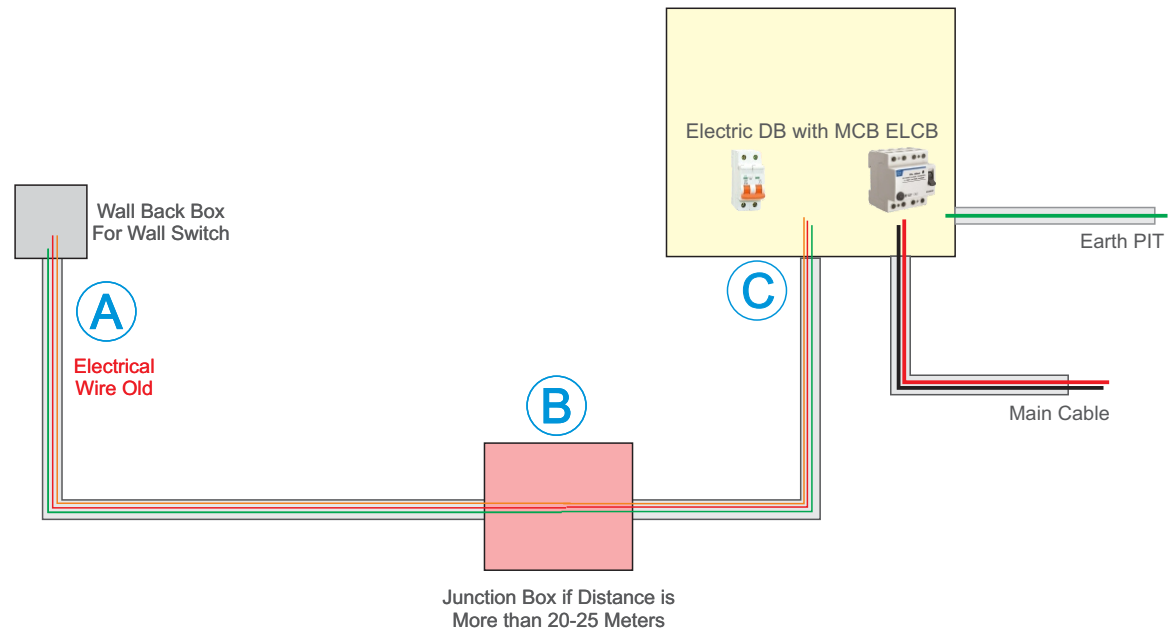 Electric DB with MCB ELCB
Wall Back Box
For Wall Switch
Earth PIT
A
C
Electrical
Wire Old
B
Main Cable
Junction Box if Distance is
More than 20-25 Meters